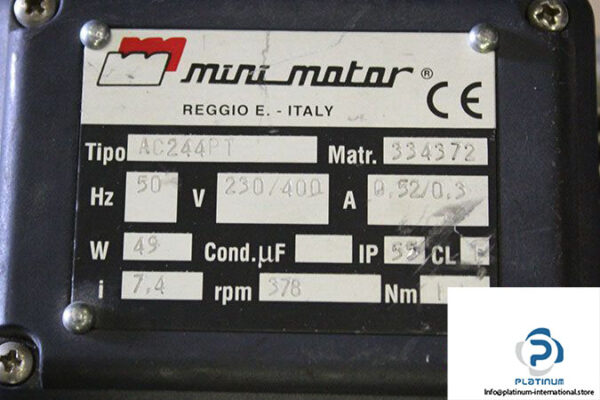 mini motor ®
REGGIO E. - ITALY
CE
Tipo AC244PT Matr. 334372
Hz 50 V 230/400 A 0.52/0.3
W 49 Cond.µF IP 55 CL
i 7,4 rpm 378 Nm
PLATINUM
https://platinum-international.store